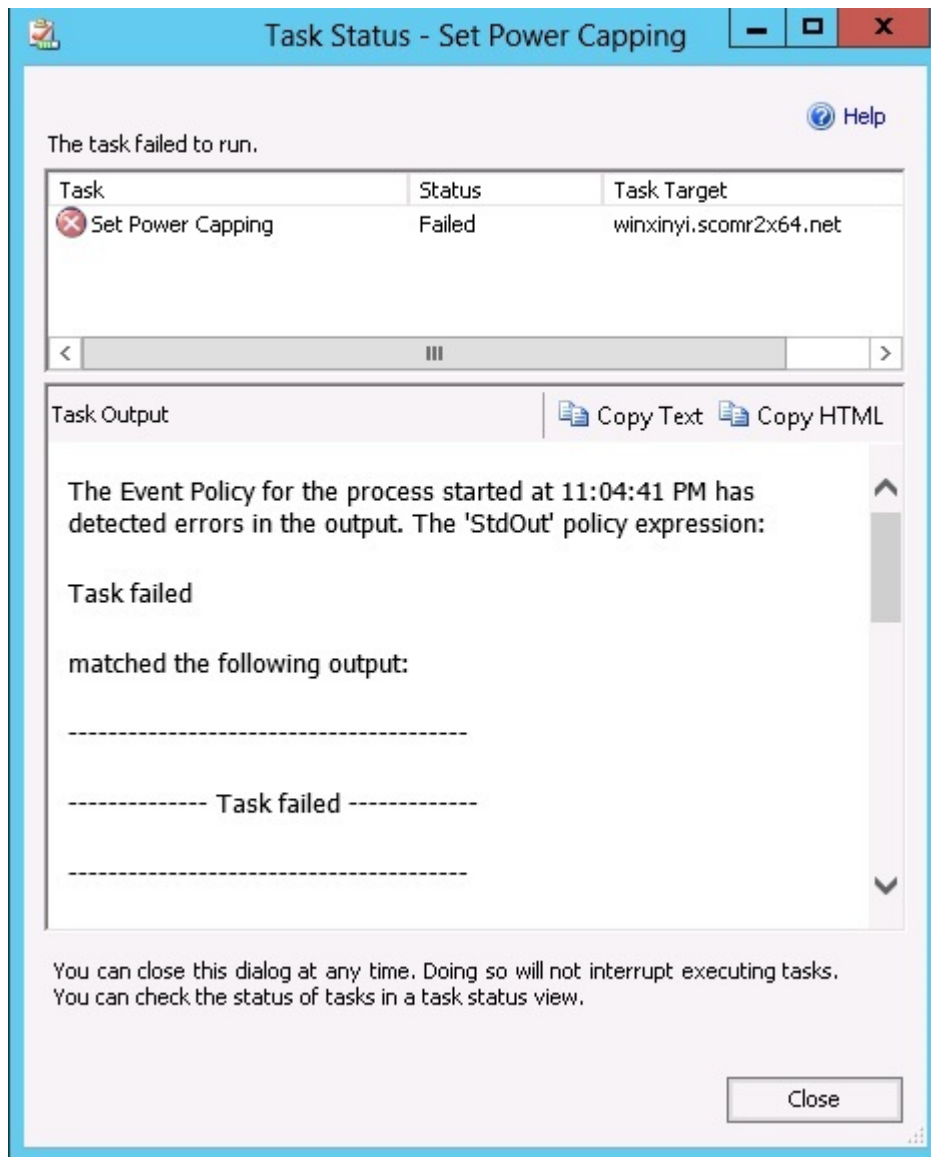 Task Status - Set Power Capping
Help
The task failed to run.
Task Status Task Target
Set Power Capping Failed winxinyi.scomr2x64.net
Task Output Copy Text Copy HTML
The Event Policy for the process started at 11:04:41 PM has
detected errors in the output. The 'StdOut' policy expression:
Task failed
matched the following output:
----------------------------------------
-------------- Task failed -------------
----------------------------------------
You can close this dialog at any time. Doing so will not interrupt executing tasks.
You can check the status of tasks in a task status view.
Close